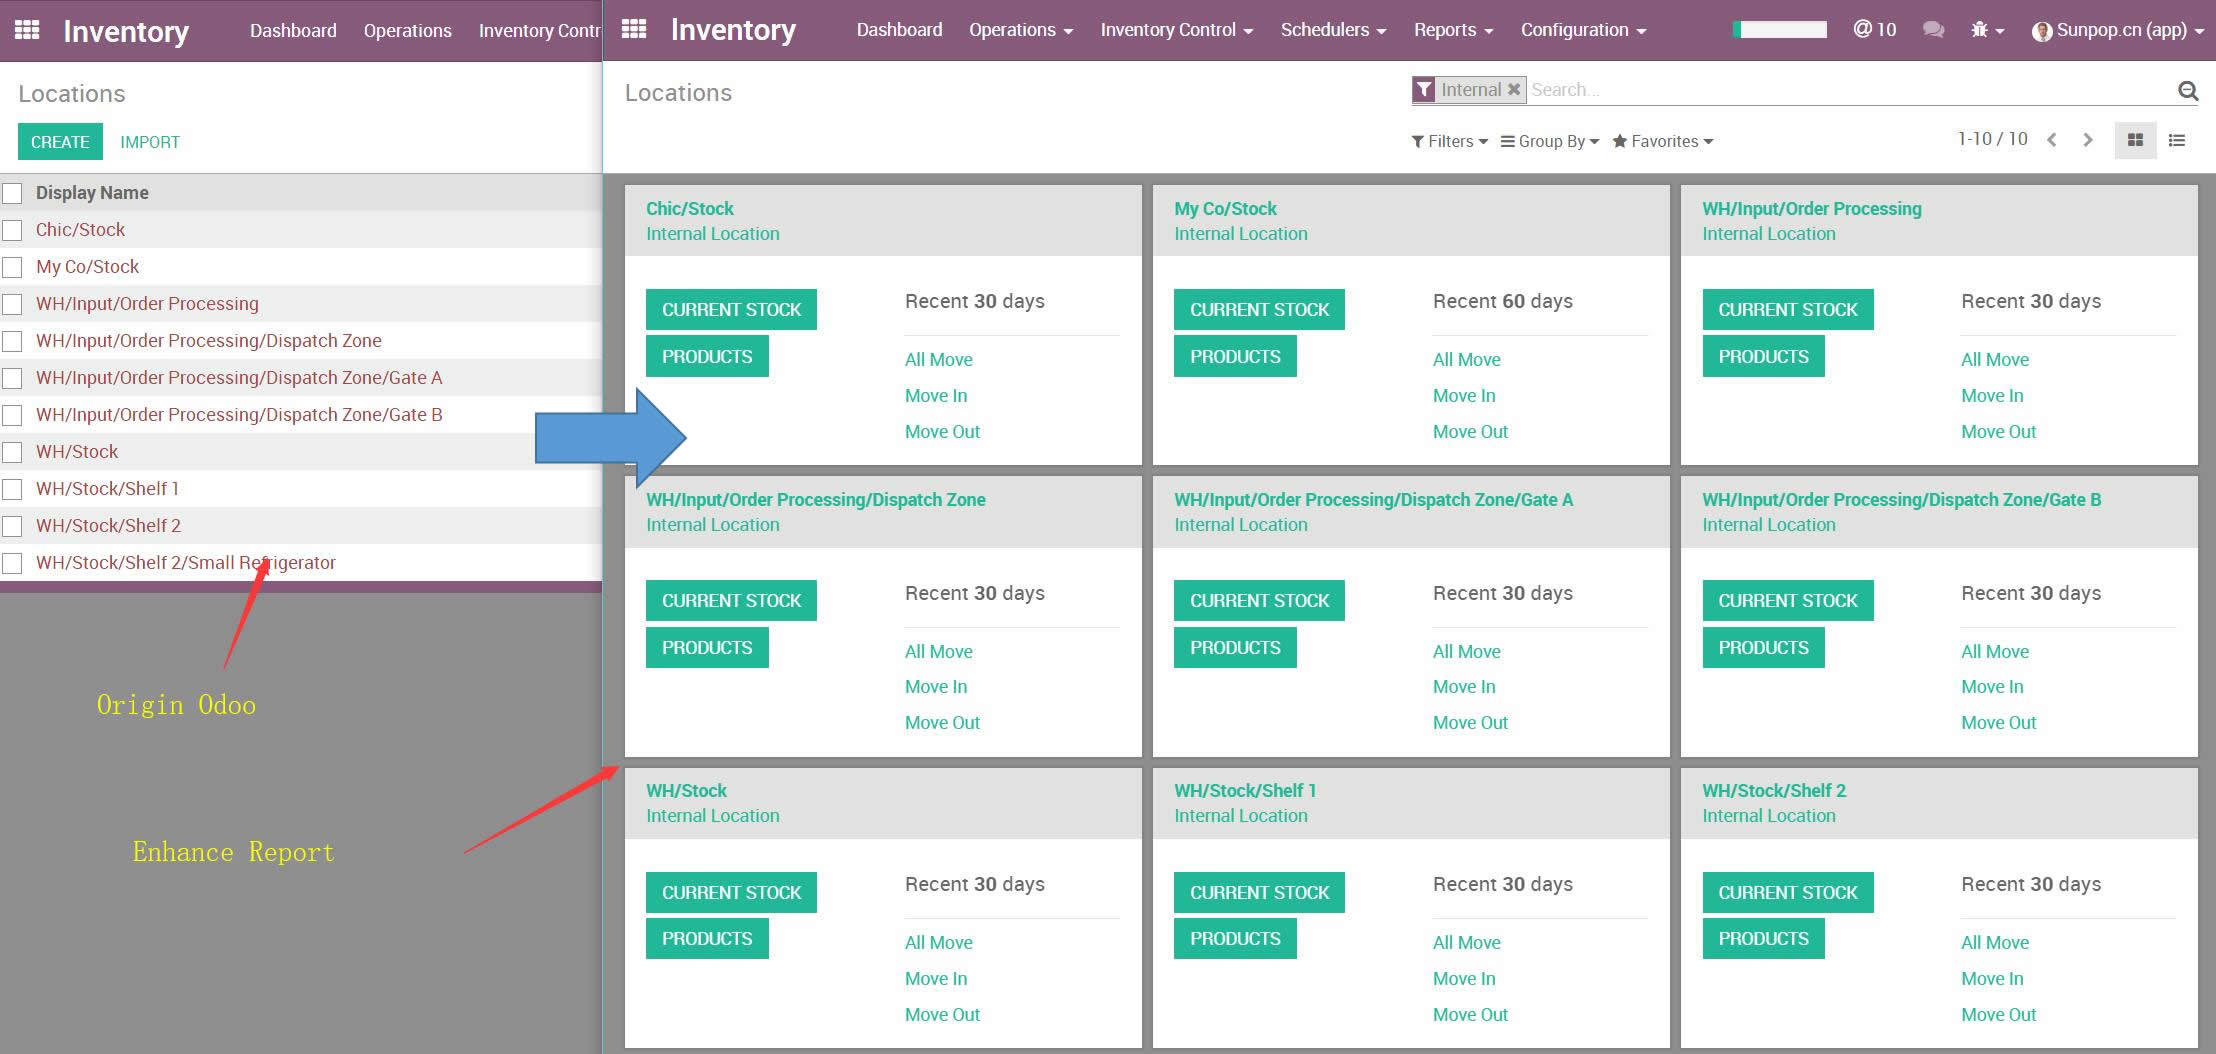 Inventory Dashboard Operations Inventory Contr
Locations
CREATE IMPORT
Display Name
Chic/Stock
My Co/Stock
WH/Input/Order Processing
WH/Input/Order Processing/Dispatch Zone
WH/Input/Order Processing/Dispatch Zone/Gate A
WH/Input/Order Processing/Dispatch Zone/Gate B
WH/Stock
WH/Stock/Shelf 1
WH/Stock/Shelf 2
WH/Stock/Shelf 2/Small Refrigerator
Origin Odoo
Enhance Report
Inventory Dashboard Operations Inventory Control Schedulers Reports Configuration @ 10 Sunpop.cn (app)
Locations
Internal Search...
Filters Group By Favorites 1-10 / 10
Chic/Stock
Internal Location
CURRENT STOCK
PRODUCTS
Recent 30 days
All Move
Move In
Move Out
My Co/Stock
Internal Location
CURRENT STOCK
PRODUCTS
Recent 60 days
All Move
Move In
Move Out
WH/Input/Order Processing
Internal Location
CURRENT STOCK
PRODUCTS
Recent 30 days
All Move
Move In
Move Out
WH/Input/Order Processing/Dispatch Zone
Internal Location
CURRENT STOCK
PRODUCTS
Recent 30 days
All Move
Move In
Move Out
WH/Input/Order Processing/Dispatch Zone/Gate A
Internal Location
CURRENT STOCK
PRODUCTS
Recent 30 days
All Move
Move In
Move Out
WH/Input/Order Processing/Dispatch Zone/Gate B
Internal Location
CURRENT STOCK
PRODUCTS
Recent 30 days
All Move
Move In
Move Out
WH/Stock
Internal Location
CURRENT STOCK
PRODUCTS
Recent 30 days
All Move
Move In
Move Out
WH/Stock/Shelf 1
Internal Location
CURRENT STOCK
PRODUCTS
Recent 30 days
All Move
Move In
Move Out
WH/Stock/Shelf 2
Internal Location
CURRENT STOCK
PRODUCTS
Recent 30 days
All Move
Move In
Move Out